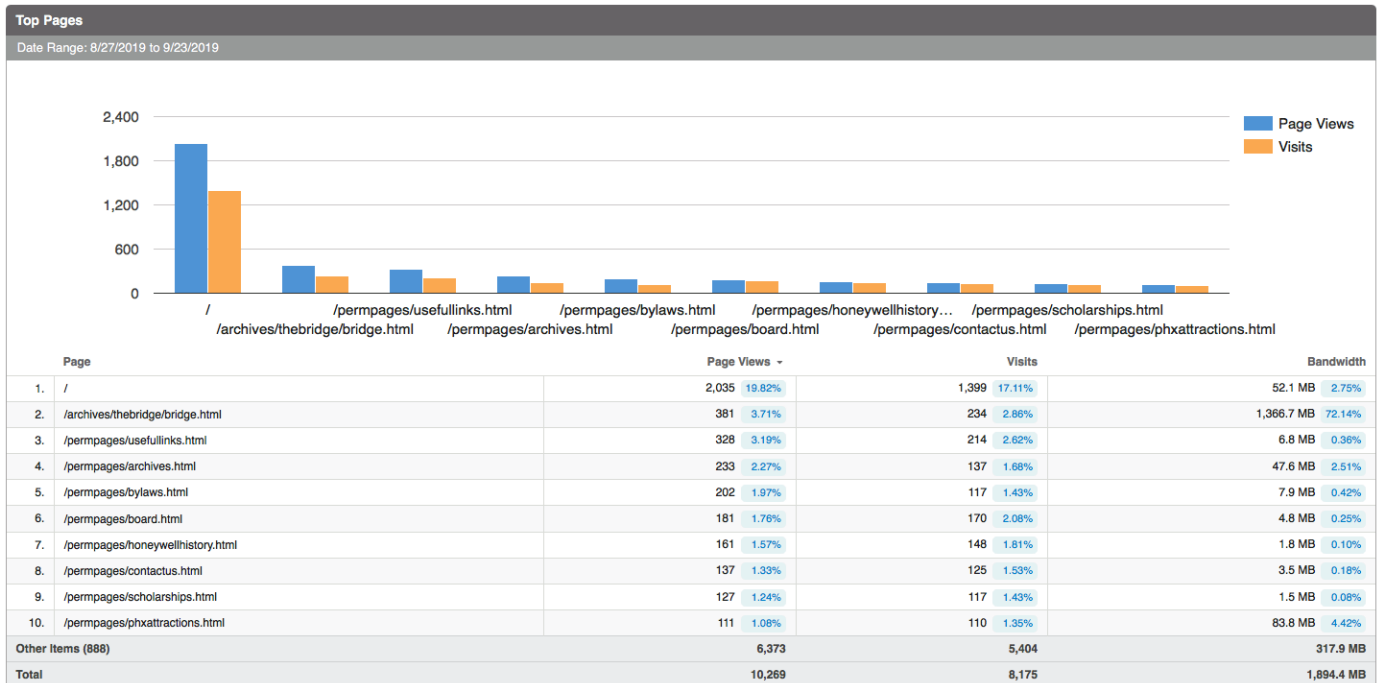 Top Pages
Date Range: 8/27/2019 to 9/23/2019
2,400
1,800
1,200
600
0
Page Views
Visits
/ /permpages/usefullinks.html /permpages/bylaws.html /permpages/honeywellhistory… /permpages/scholarships.html
/archives/thebridge/bridge.html /permpages/archives.html /permpages/board.html /permpages/contactus.html /permpages/phxattractions.html
Page Page Views Visits Bandwidth
1. / 2,035 19.82% 1,399 17.11% 52.1 MB 2.75%
2. /archives/thebridge/bridge.html 381 3.71% 234 2.86% 1,366.7 MB 72.14%
3. /permpages/usefullinks.html 328 3.19% 214 2.62% 6.8 MB 0.36%
4. /permpages/archives.html 233 2.27% 137 1.68% 47.6 MB 2.51%
5. /permpages/bylaws.html 202 1.97% 117 1.43% 7.9 MB 0.42%
6. /permpages/board.html 181 1.76% 170 2.08% 4.8 MB 0.25%
7. /permpages/honeywellhistory.html 161 1.57% 148 1.81% 1.8 MB 0.10%
8. /permpages/contactus.html 137 1.33% 125 1.53% 3.5 MB 0.18%
9. /permpages/scholarships.html 127 1.24% 117 1.43% 1.5 MB 0.08%
10. /permpages/phxattractions.html 111 1.08% 110 1.35% 83.8 MB 4.42%
Other Items (888) 6,373 5,404 317.9 MB
Total 10,269 8,175 1,894.4 MB